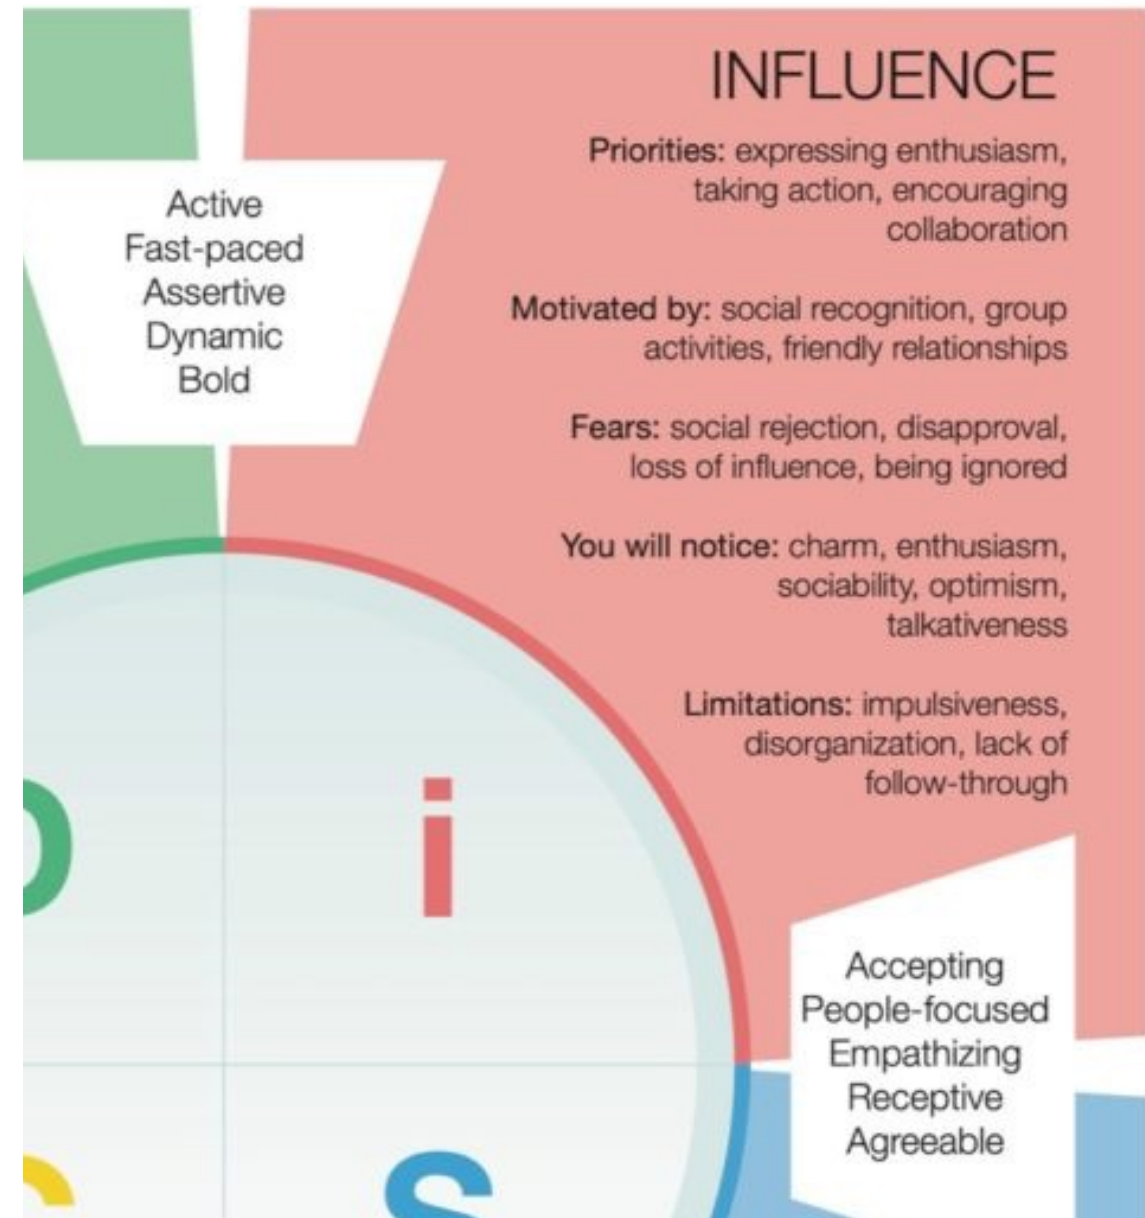 INFLUENCE
Priorities: expressing enthusiasm,
taking action, encouraging
collaboration
Motivated by: social recognition, group
activities, friendly relationships
Fears: social rejection, disapproval,
loss of influence, being ignored
You will notice: charm, enthusiasm,
sociability, optimism,
talkativeness
Limitations: impulsiveness,
disorganization, lack of
follow-through
Active
Fast-paced
Assertive
Dynamic
Bold
D
i
C
S
Accepting
People-focused
Empathizing
Receptive
Agreeable